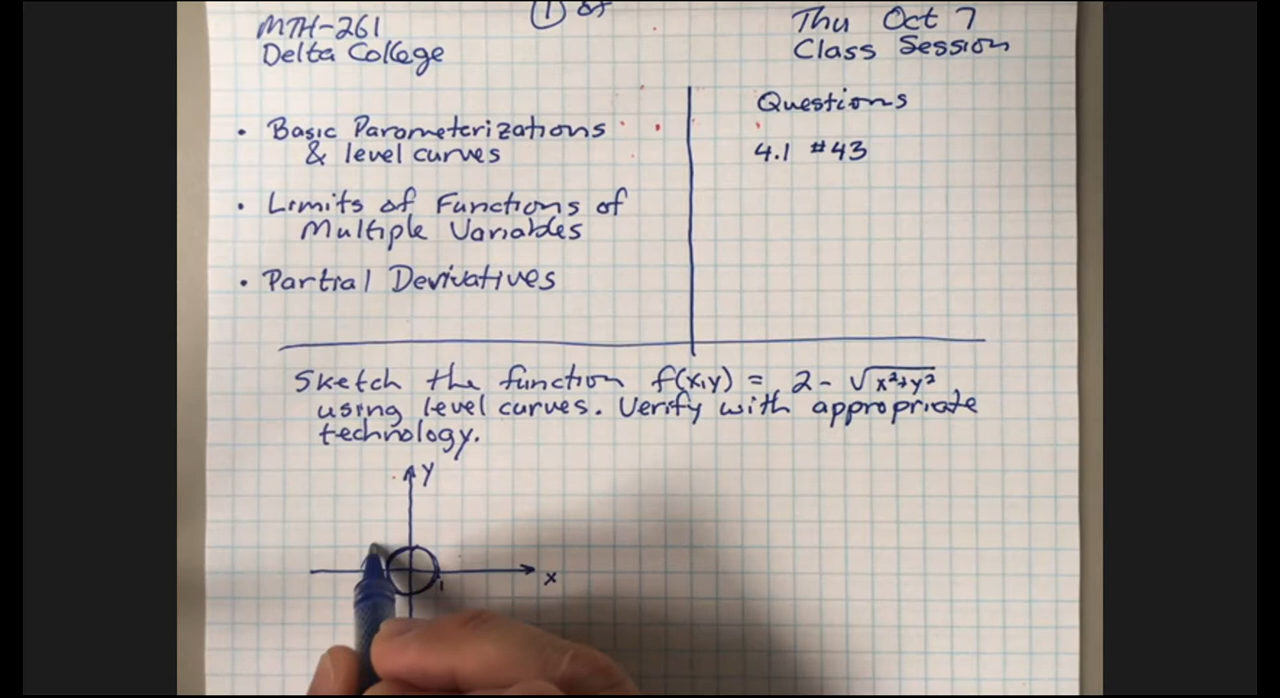 MTH-261
Delta College
① of
Thu Oct 7
Class Session
• Basic Parameterizations
& level curves
• Limits of Functions of
Multiple Variables
• Partial Derivatives
Questions
4.1 #43
Sketch the function f(x,y) = 2 - √(x²+y²)
using level curves. Verify with appropriate
technology.
y
x
1